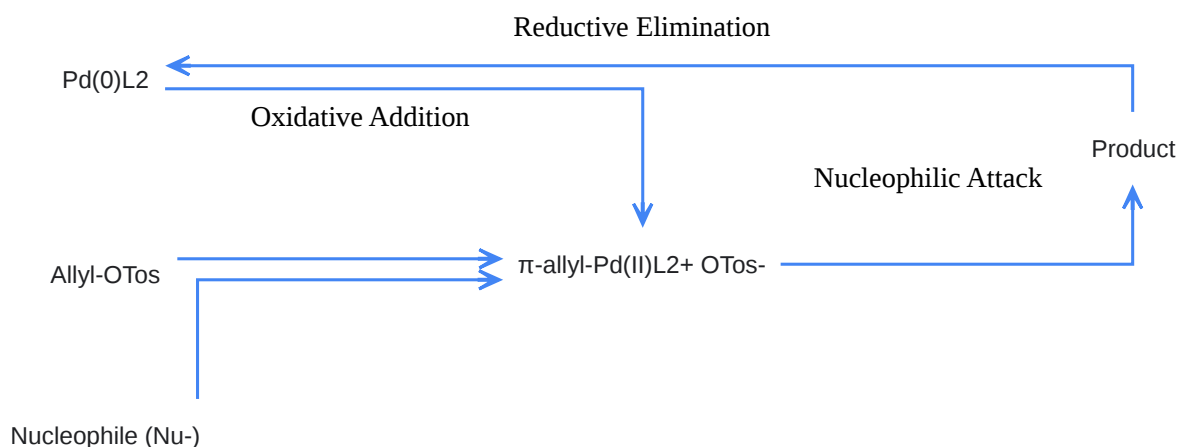 Reductive Elimination
Pd(0)L2
Oxidative Addition
Product
Nucleophilic Attack
Allyl-OTos
π-allyl-Pd(II)L2+ OTos-
Nucleophile (Nu-)